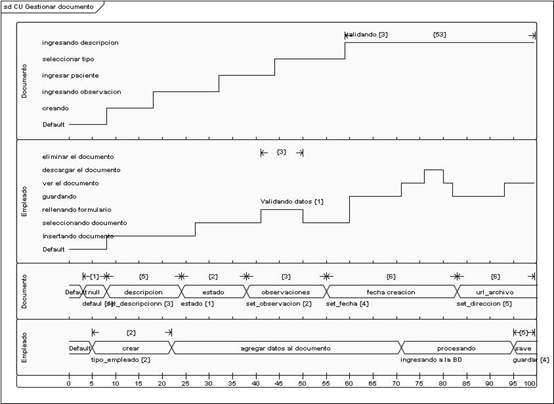 sd CU Gestionar documento
Documento
validando [3] [53]
ingresando descripcion
seleccionar tipo
ingresar paciente
ingresando observacion
creando
Default
Empleado
eliminar el documento
[3]
descargar el documento
ver el documento
guardando
Validando datos [1]
rellenando formulario
seleccionando documento
Insertando documento
Default
Documento
[1] [5] [2] [3] [6] [6]
Default null descripcion estado observaciones fecha creacion url_archivo
set_descripcionn [3] estado [1] set_observacion [2] set_fecha [4] set_direccion [5]
Empleado
[2] [5]
Default crear agregar datos al documento procesando save
tipo_empleado [2] ingresando a la BD guardar [4]
0 5 10 15 20 25 30 35 40 45 50 55 60 65 70 75 80 85 90 95 100